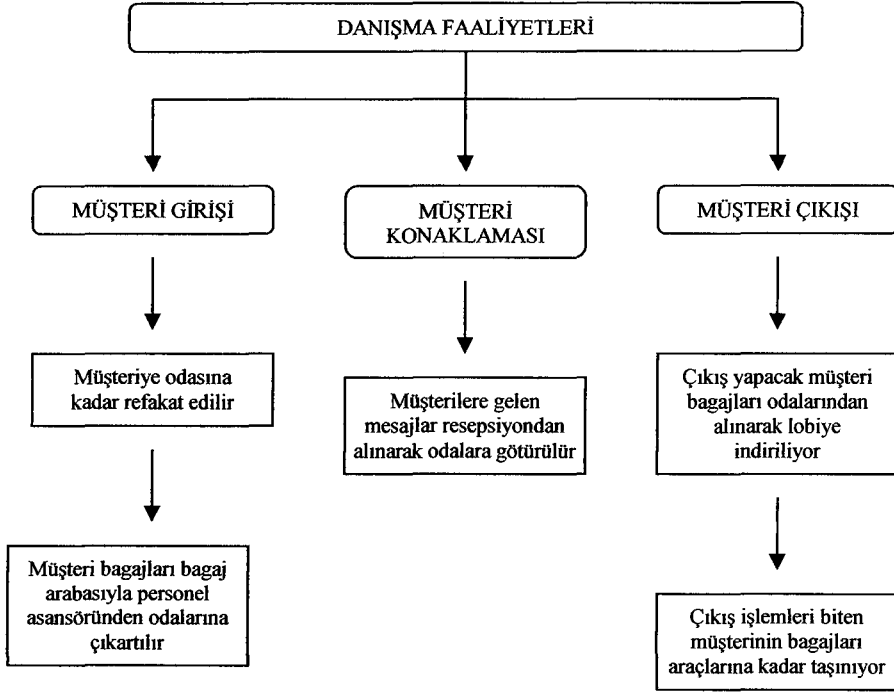 DANIŞMA FAALİYETLERİ
MÜŞTERİ GİRİŞİ
MÜŞTERİ
KONAKLAMASI
MÜŞTERİ ÇIKIŞI
Müşteriye odasına
kadar refakat edilir
Müşterilere gelen
mesajlar resepsiyondan
alınarak odalara götürülür
Çıkış yapacak müşteri
bagajları odalarından
alınarak lobiye
indiriliyor
Müşteri bagajları bagaj
arabasıyla personel
asansöründen odalarına
çıkartılır
Çıkış işlemleri biten
müşterinin bagajları
araçlarına kadar taşınıyor